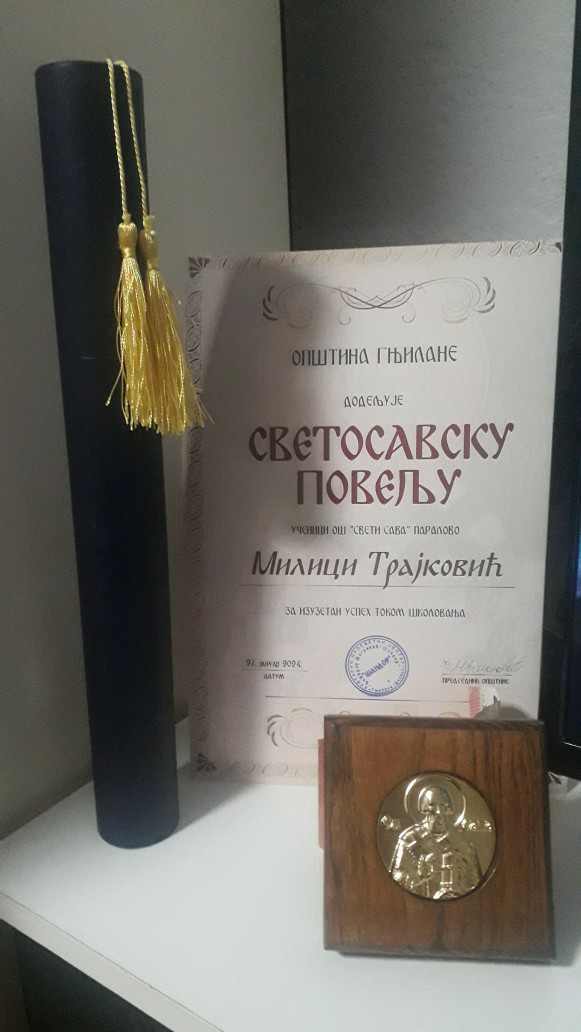 ОПШТИНА ГЊИЛАНЕ
ДОДЕЉУЈЕ
СВЕТОСАВСКУ
ПОВЕЉУ
УЧЕНИЦИ ОШ "СВЕТИ САВА" ПАРАЛОВО
Милици Трајковић
ЗА ИЗУЗЕТАН УСПЕХ ТОКОМ ШКОЛОВАЊА
2024.
ДАТУМ
ПРЕДСЕДНИК ОПШТИНЕ